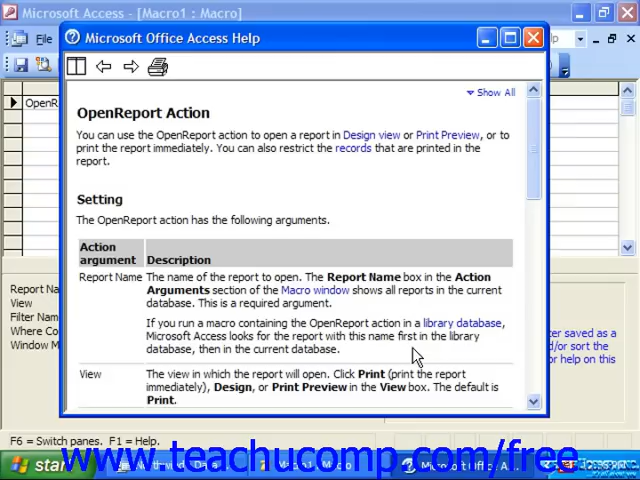 Microsoft Access - [Macro1 : Macro]
File
OpenR
Microsoft Office Access Help
Show All
OpenReport Action
You can use the OpenReport action to open a report in Design view or Print Preview, or to
print the report immediately. You can also restrict the records that are printed in the
report.
Setting
The OpenReport action has the following arguments.
Action
argument Description
Report Name The name of the report to open. The Report Name box in the Action
Arguments section of the Macro window shows all reports in the current
database. This is a required argument.
If you run a macro containing the OpenReport action in a library database,
Microsoft Access looks for the report with this name first in the library
database, then in the current database.
View The view in which the report will open. Click Print (print the report
immediately), Design, or Print Preview in the View box. The default is
Print.
Report Na
View
Filter Nam
Where Co
Window M
er saved as a
d/or sort the
or help on this
F6 = Switch panes. F1 = Help.
www.teachucomp.com/free
start
Macro1 : Macro
Microsoft Office A...